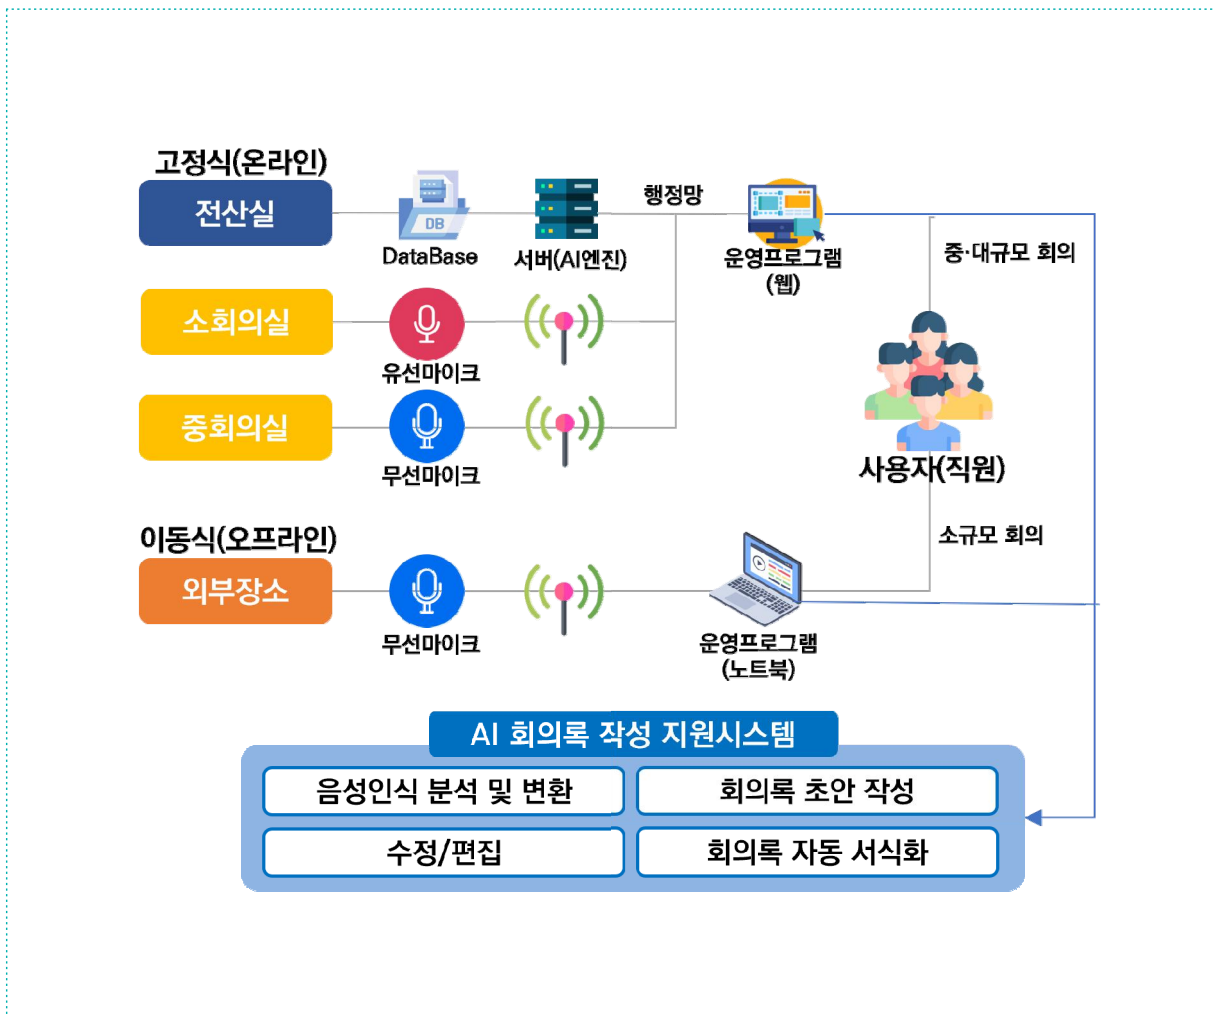 고정식(온라인)
전산실
DB
DataBase
서버(AI엔진)
행정망
운영프로그램
(웹)
중·대규모 회의
소회의실
유선마이크
중회의실
무선마이크
사용자(직원)
이동식(오프라인)
외부장소
무선마이크
운영프로그램
(노트북)
소규모 회의
AI 회의록 작성 지원시스템
음성인식 분석 및 변환
회의록 초안 작성
수정/편집
회의록 자동 서식화